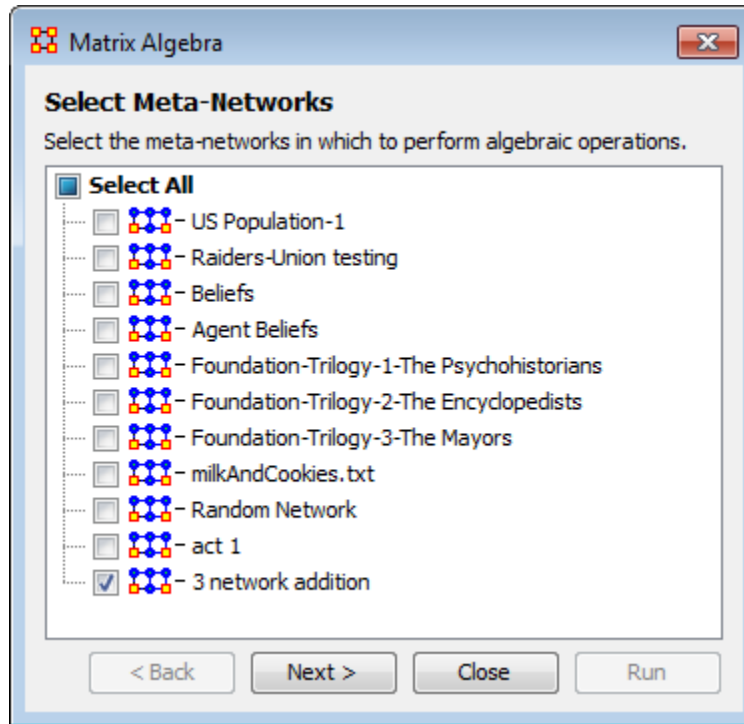 Matrix Algebra
Select Meta-Networks
Select the meta-networks in which to perform algebraic operations.
Select All
US Population-1
Raiders-Union testing
Beliefs
Agent Beliefs
Foundation-Trilogy-1-The Psychohistorians
Foundation-Trilogy-2-The Encyclopedists
Foundation-Trilogy-3-The Mayors
milkAndCookies.txt
Random Network
act 1
3 network addition
< Back Next > Close Run